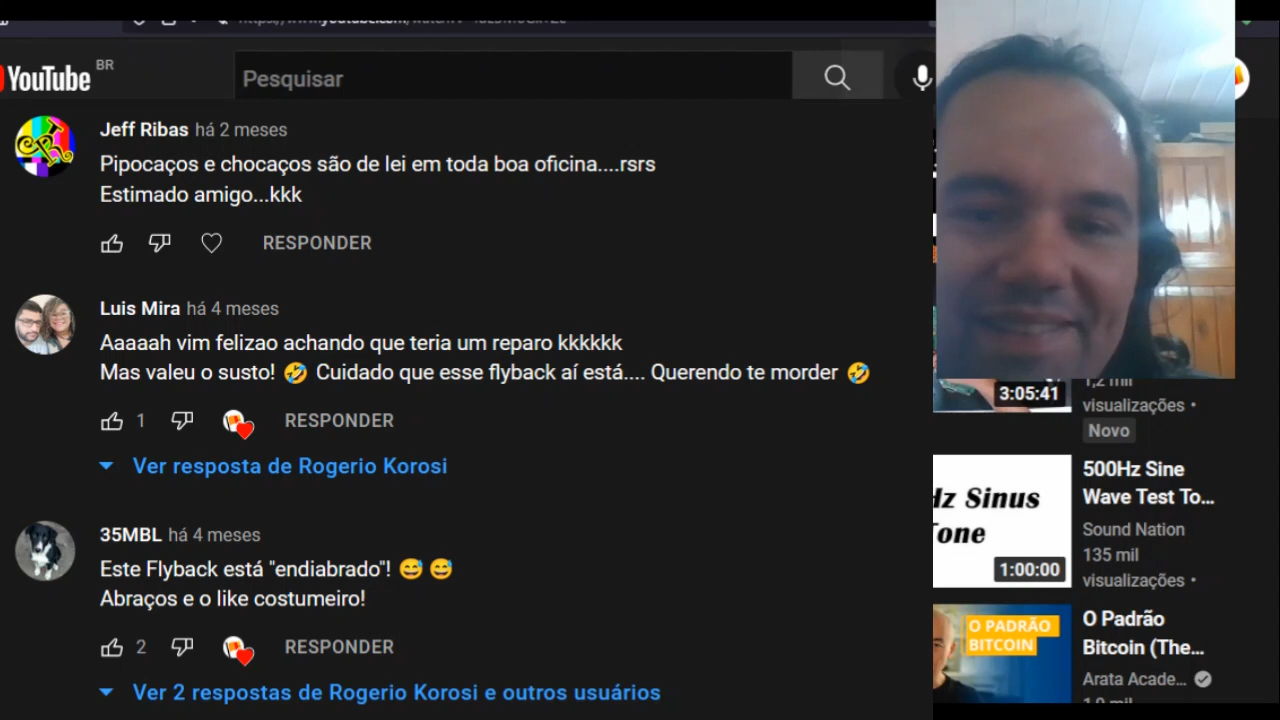 YouTube BR
Pesquisar
Jeff Ribas há 2 meses
Pipocaços e chocaços são de lei em toda boa oficina....rsrs
Estimado amigo...kkk
RESPONDER
Luis Mira há 4 meses
Aaaaah vim felizao achando que teria um reparo kkkkkk
Mas valeu o susto! 🤣 Cuidado que esse flyback aí está.... Querendo te morder 🤣
1 RESPONDER
Ver resposta de Rogerio Korosi
35MBL há 4 meses
Este Flyback está "endiabrado"! 😅 😅
Abraços e o like costumeiro!
2 RESPONDER
Ver 2 respostas de Rogerio Korosi e outros usuários
3:05:41
visualizações •
Novo
Hz Sinus
one
1:00:00
500Hz Sine
Wave Test To...
Sound Nation
135 mil
visualizações •
O PADRÃO
BITCOIN
O Padrão
Bitcoin (The...
Arata Acade...